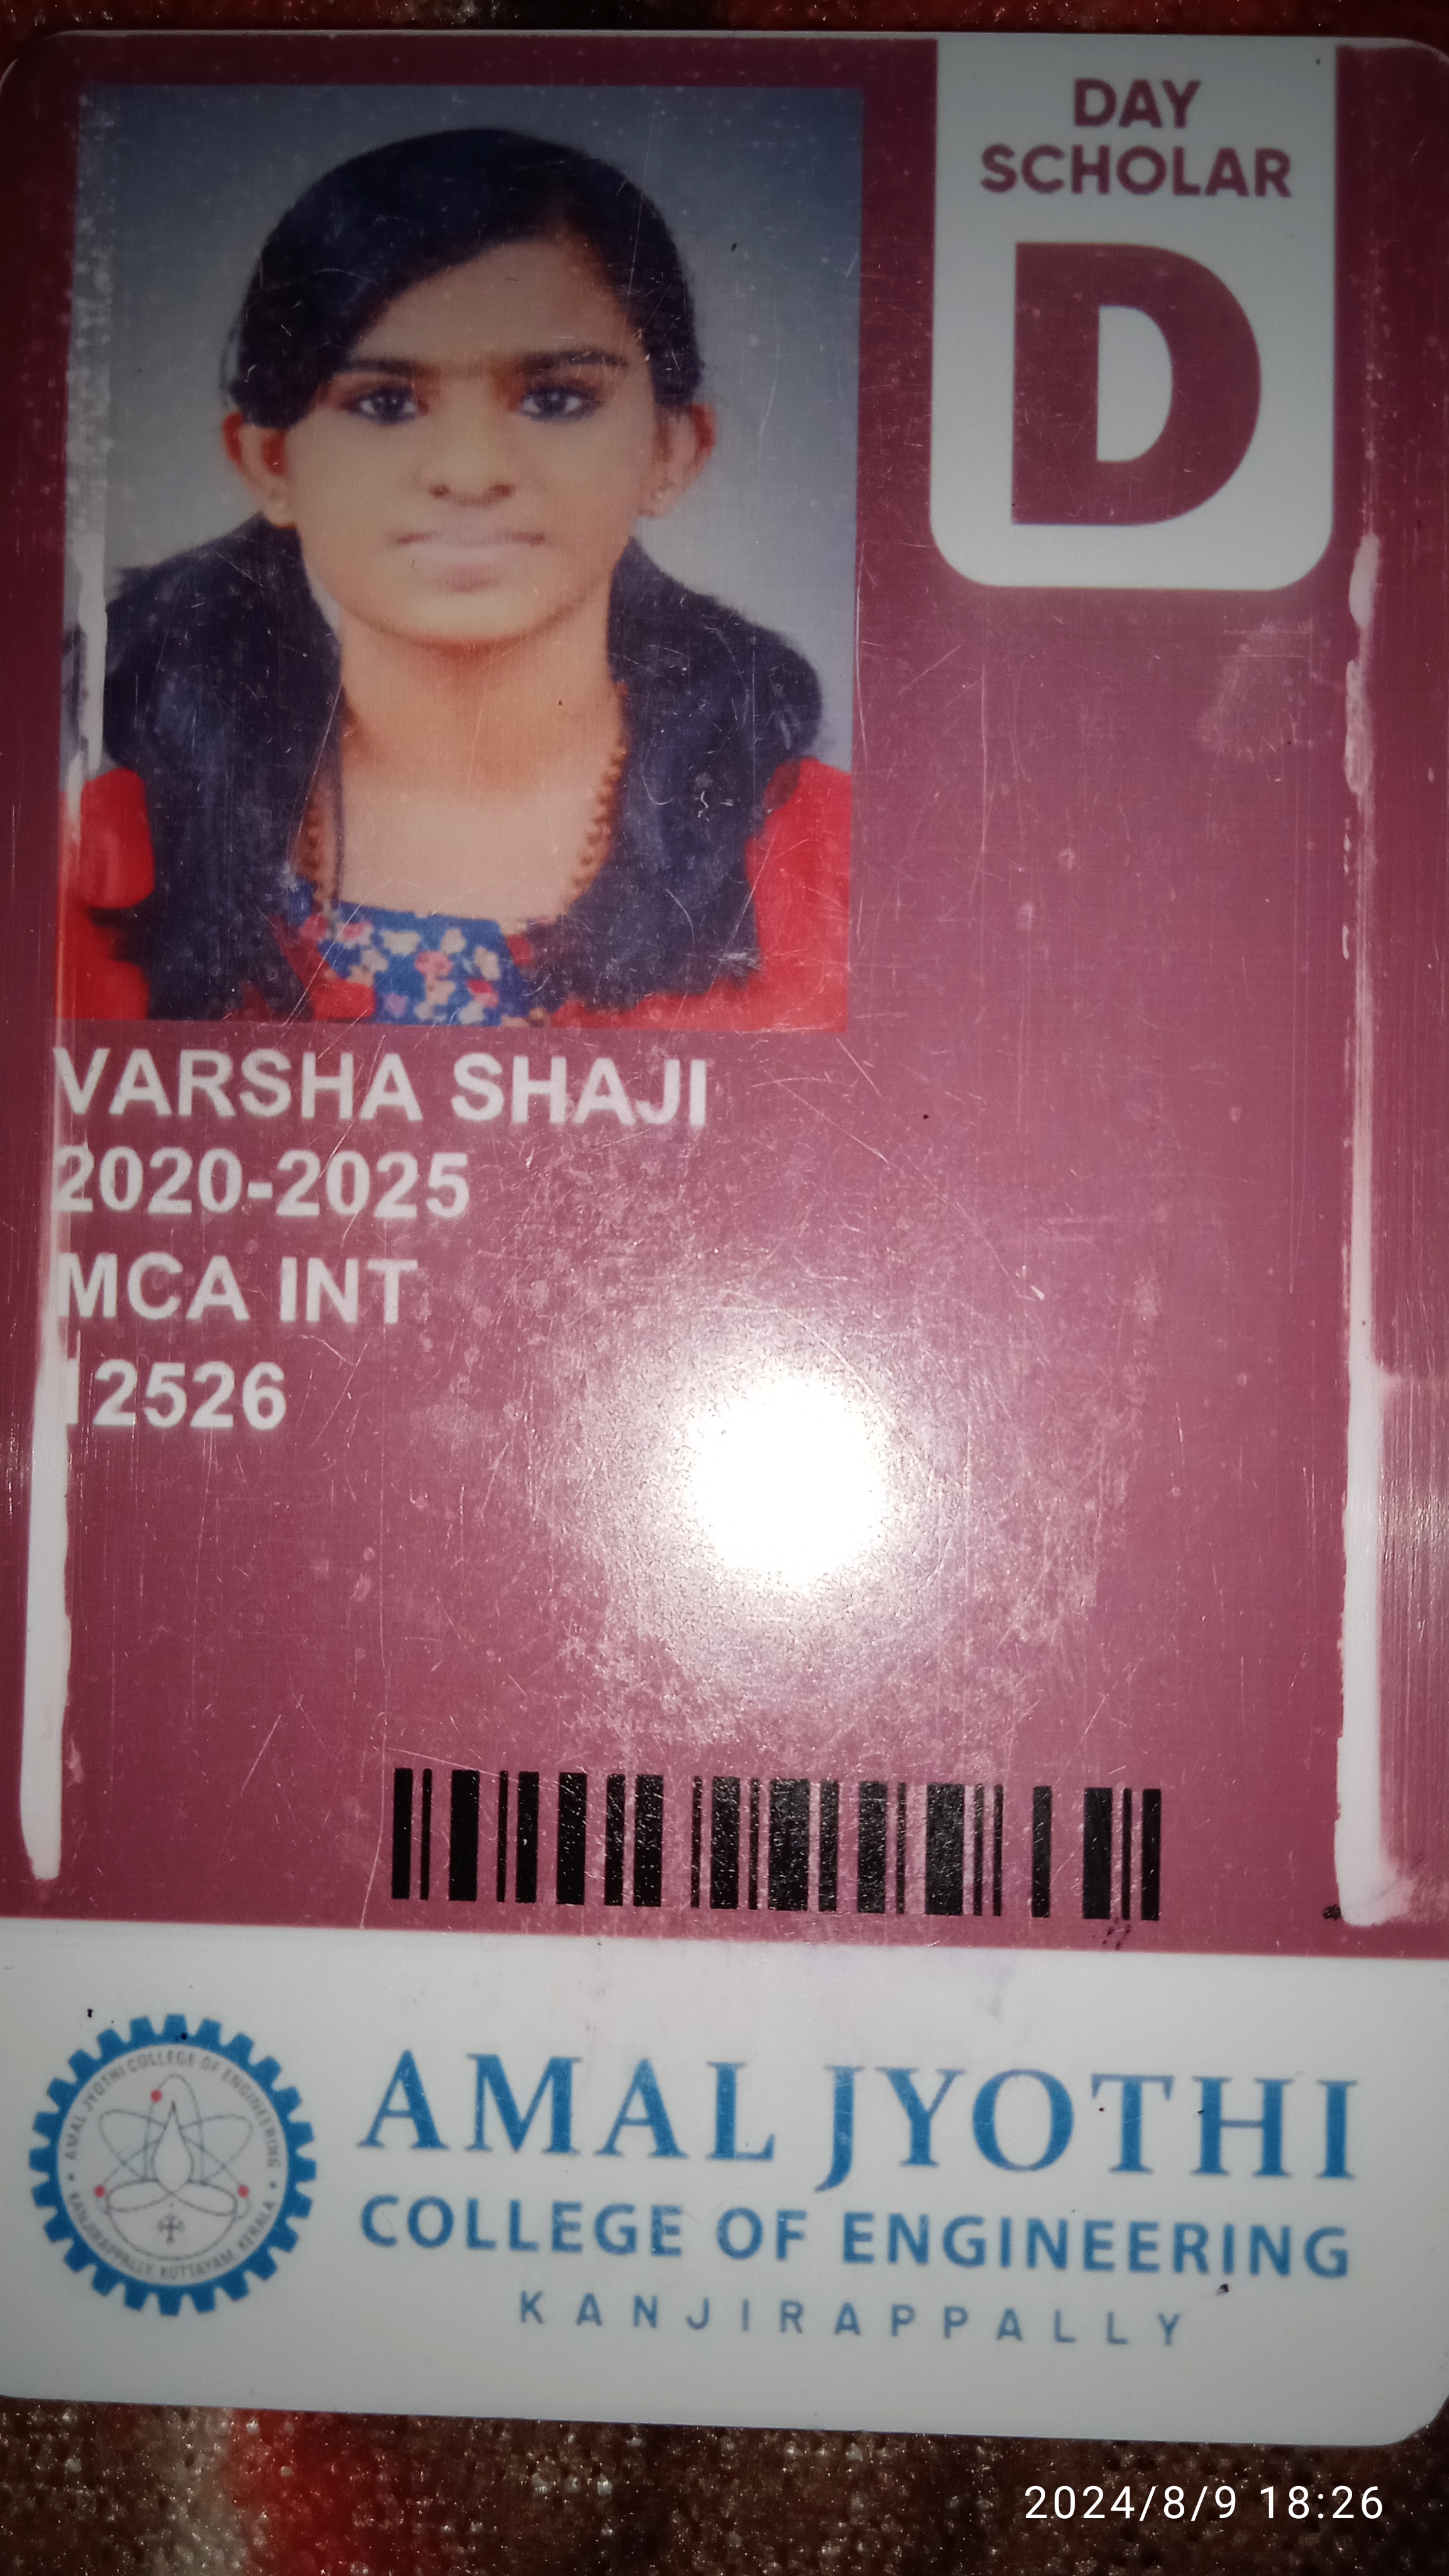 DAY
SCHOLAR
D
VARSHA SHAJI
2020-2025
MCA INT
12526
AMAL JYOTHI COLLEGE OF ENGINEERING
KANJIRAPPALLY, KOTTAYAM, KERALA
AMAL JYOTHI
COLLEGE OF ENGINEERING
KANJIRAPPALLY
2024/8/9 18:26